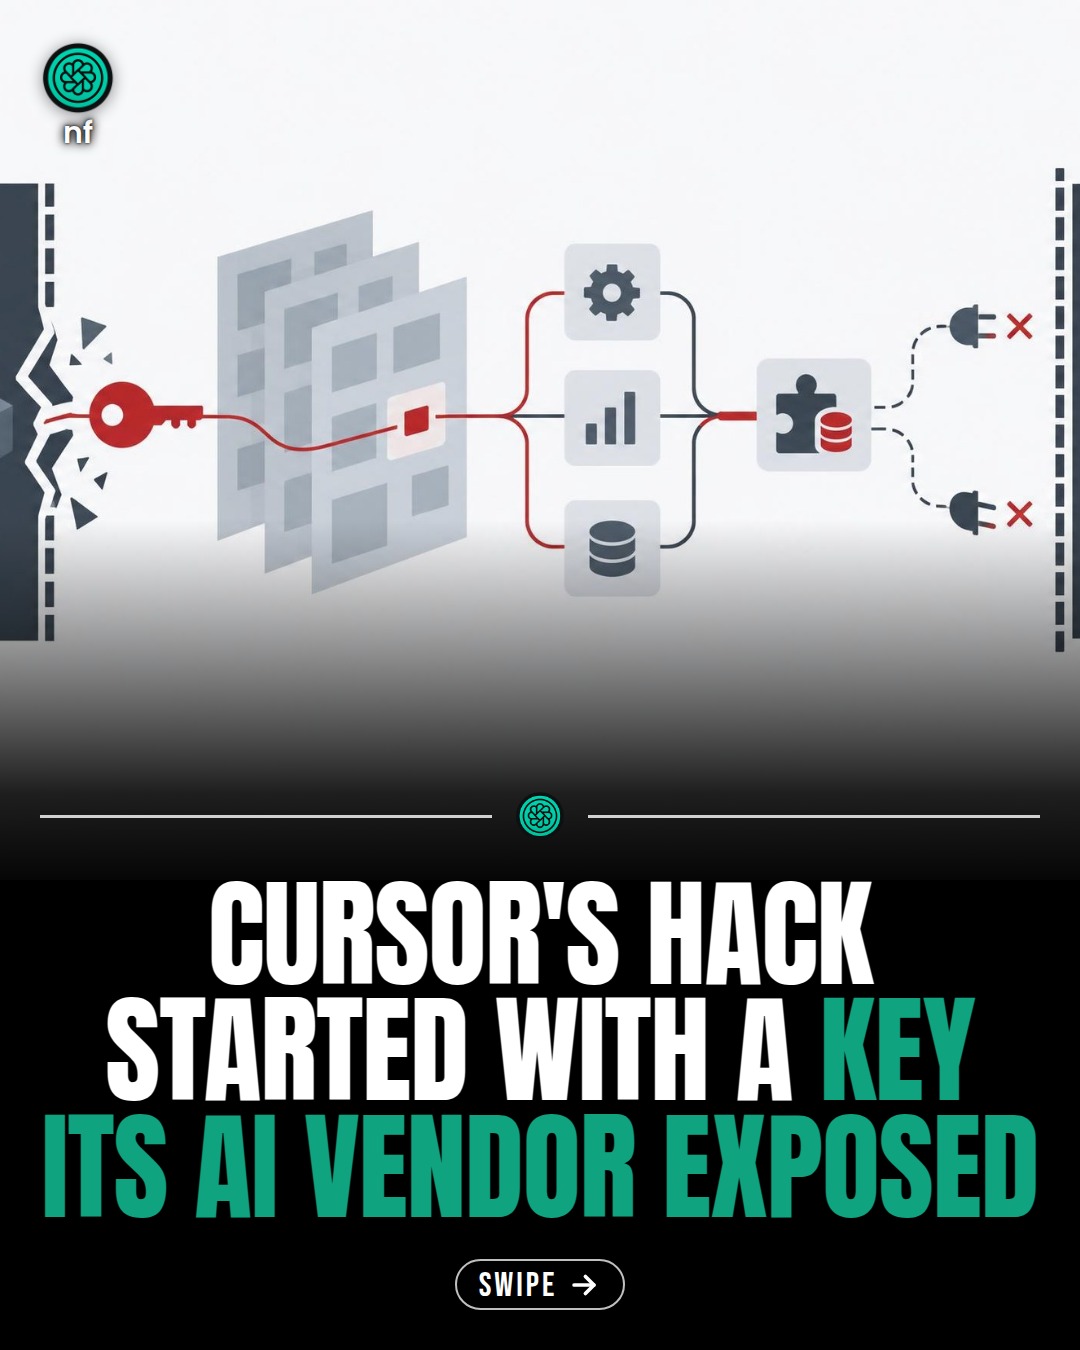 nf
CURSOR'S HACK
STARTED WITH A KEY
ITS AI VENDOR EXPOSED
SWIPE →